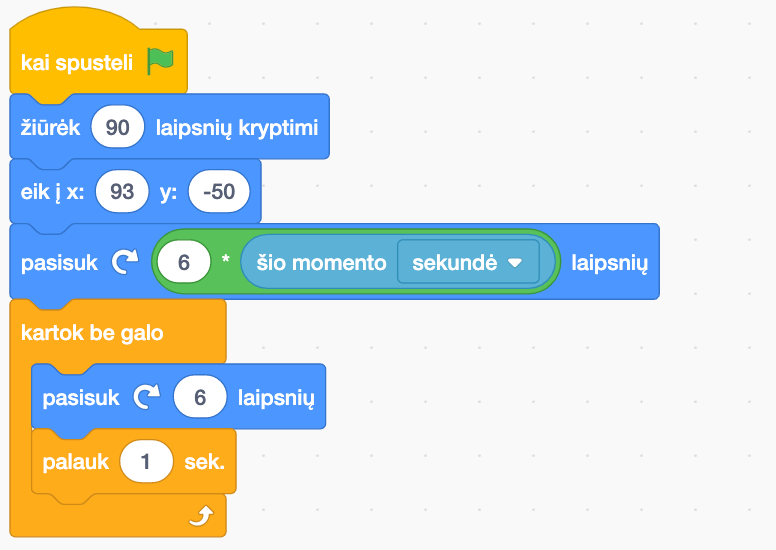 kai spusteli
žiūrėk 90 laipsnių kryptimi
eik į x: 93 y: -50
pasisuk 6 * šio momento sekundė laipsnių
kartok be galo
pasisuk 6 laipsnių
palauk 1 sek.